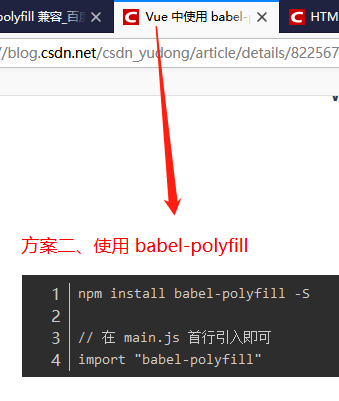 polyfill 兼容_百
Vue 中使用 babel-p
HTM
//blog.csdn.net/csdn_yudong/article/details/822567
方案二、使用 babel-polyfill
1 npm install babel-polyfill -S
2
3 // 在 main.js 首行引入即可
4 import "babel-polyfill"